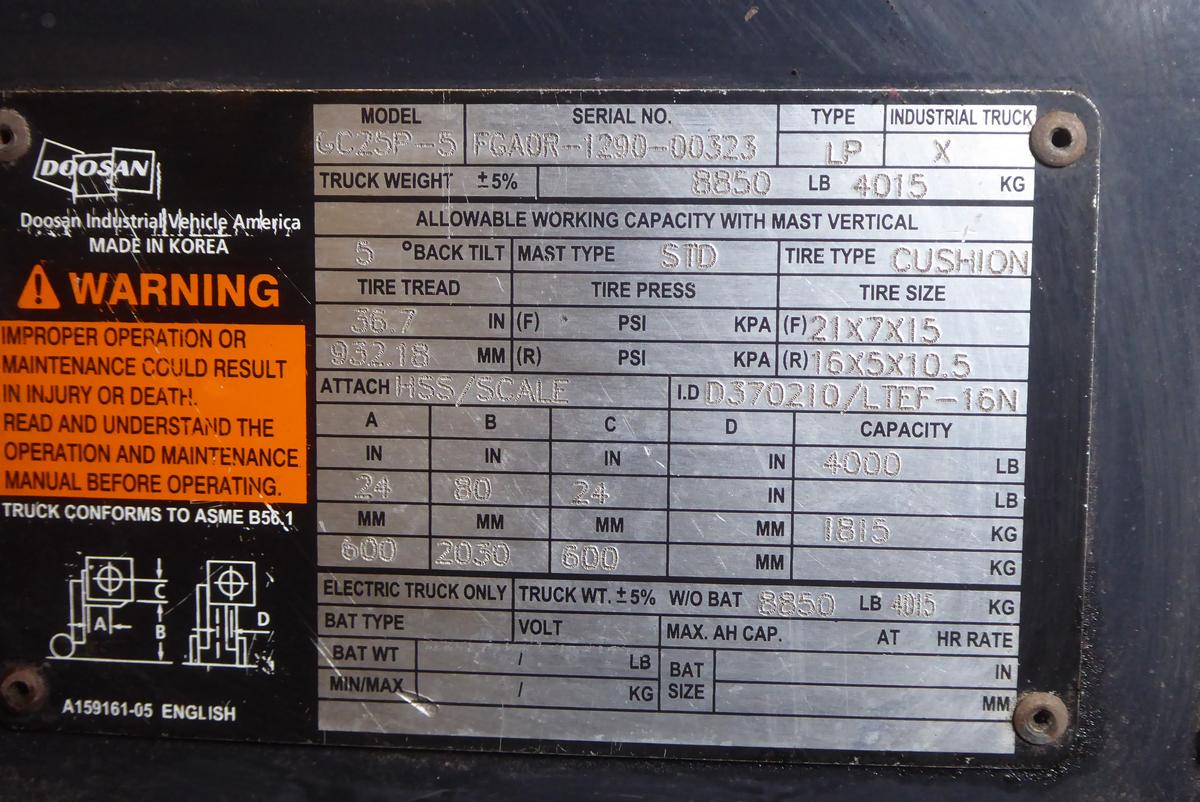 DOOSAN
Doosan Industrial Vehicle America
MADE IN KOREA
WARNING
IMPROPER OPERATION OR
MAINTENANCE COULD RESULT
IN INJURY OR DEATH.
READ AND UNDERSTAND THE
OPERATION AND MAINTENANCE
MANUAL BEFORE OPERATING.
TRUCK CONFORMS TO ASME B56.1
C
A B D
A159161-05 ENGLISH
MODEL SERIAL NO. TYPE INDUSTRIAL TRUCK
GC25P-5 FGA0R-1290-00323 LP X
TRUCK WEIGHT ±5% 8850 LB 4015 KG
ALLOWABLE WORKING CAPACITY WITH MAST VERTICAL
5 °BACK TILT MAST TYPE STD TIRE TYPE CUSHION
TIRE TREAD TIRE PRESS TIRE SIZE
36.7 IN (F) PSI KPA (F) 21X7X15
932.18 MM (R) PSI KPA (R) 16X5X10.5
ATTACH HSS/SCALE I.D D370210/LTEF-16N
A B C D CAPACITY
IN IN IN IN 4000 LB
24 80 24 IN LB
MM MM MM MM 1815 KG
600 2030 600 MM KG
ELECTRIC TRUCK ONLY TRUCK WT. ±5% W/O BAT 8850 LB 4015 KG
BAT TYPE VOLT MAX. AH CAP. AT HR RATE
BAT WT / LB BAT IN
MIN/MAX / KG SIZE MM